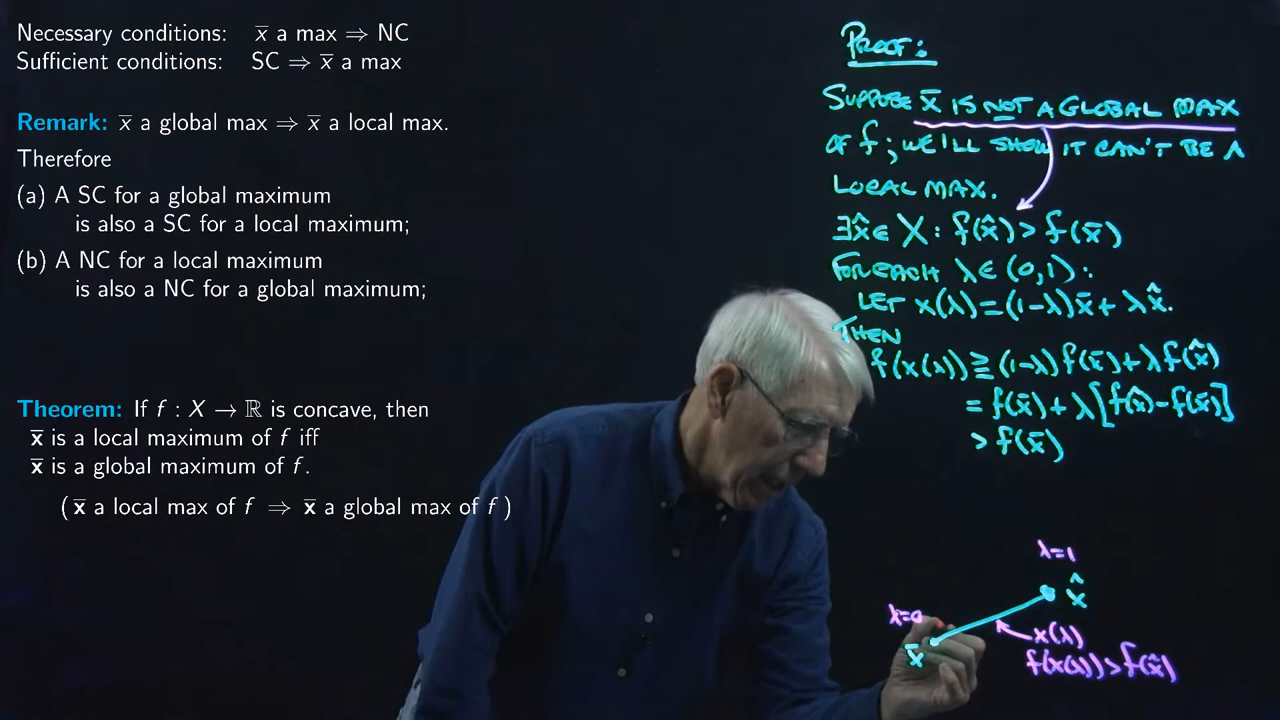 Necessary conditions: x̅ a max ⇒ NC
Sufficient conditions: SC ⇒ x̅ a max
Remark: x̅ a global max ⇒ x̅ a local max.
Therefore
(a) A SC for a global maximum
is also a SC for a local maximum;
(b) A NC for a local maximum
is also a NC for a global maximum;
Theorem: If f : X → ℝ is concave, then
x̅ is a local maximum of f iff
x̅ is a global maximum of f.
( x̅ a local max of f ⇒ x̅ a global max of f )
PROOF:
SUPPOSE x̅ IS NOT A GLOBAL MAX
OF f; WE'LL SHOW IT CAN'T BE A
LOCAL MAX.
∃x̂ ∈ X: f(x̂) > f(x̅)
FOR EACH λ ∈ (0,1):
LET x(λ) = (1-λ)x̅ + λx̂.
THEN
f(x(λ)) ≧ (1-λ)f(x̅) + λf(x̂)
= f(x̅) + λ[f(x̂) - f(x̅)]
> f(x̅)
λ=1
x̂
λ=0
x(λ)
x̅
f(x(λ)) > f(x̅)